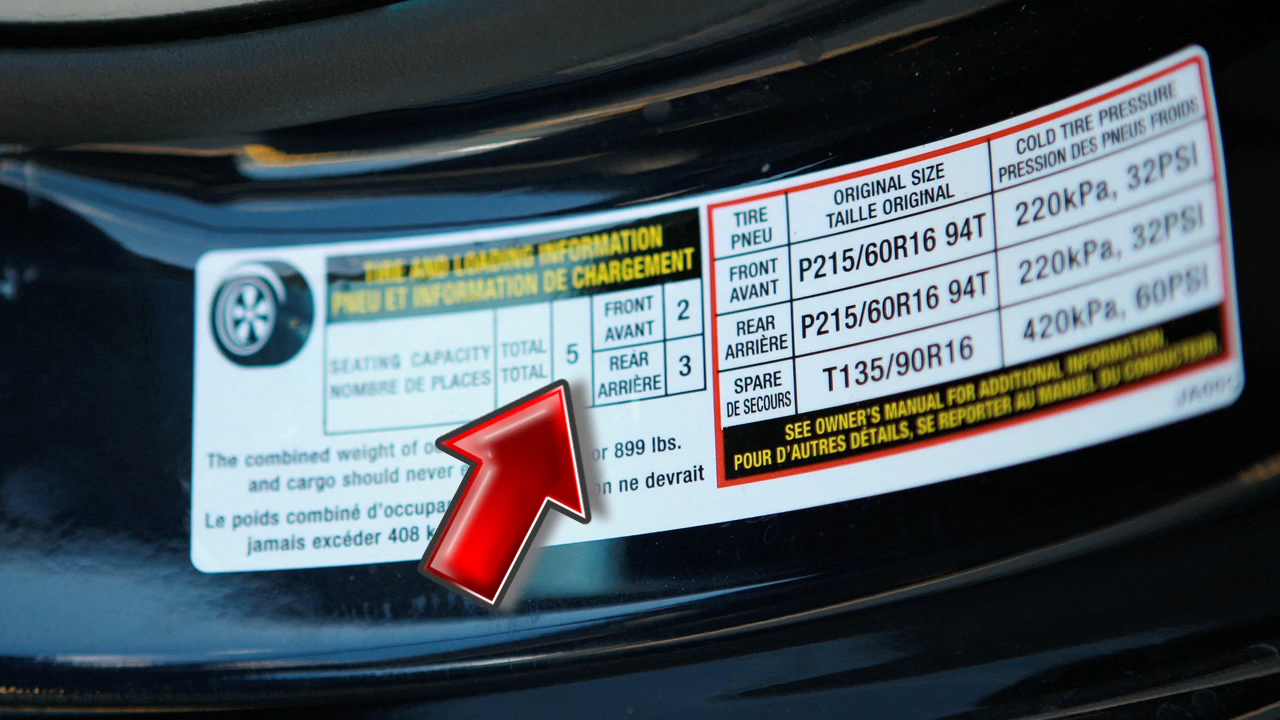 TIRE AND LOADING INFORMATION
PNEU ET INFORMATION DE CHARGEMENT
SEATING CAPACITY
NOMBRE DE PLACES
TOTAL
TOTAL
5
FRONT
AVANT
2
REAR
ARRIÈRE
3
The combined weight of or 899 lbs.
and cargo should never
Le poids combiné ne devrait
jamais excéder 408
TIRE
PNEU
ORIGINAL SIZE
TAILLE ORIGINAL
COLD TIRE PRESSURE
PRESSION DES PNEUS FROIDS
FRONT
AVANT
P215/60R16 94T
220kPa, 32PSI
REAR
ARRIÈRE
P215/60R16 94T
220kPa, 32PSI
SPARE
DE SECOURS
T135/90R16
420kPa, 60PSI
SEE OWNER'S MANUAL FOR ADDITIONAL INFORMATION.
POUR D'AUTRES DÉTAILS, SE REPORTER AU MANUEL DU CONDUCTEUR.